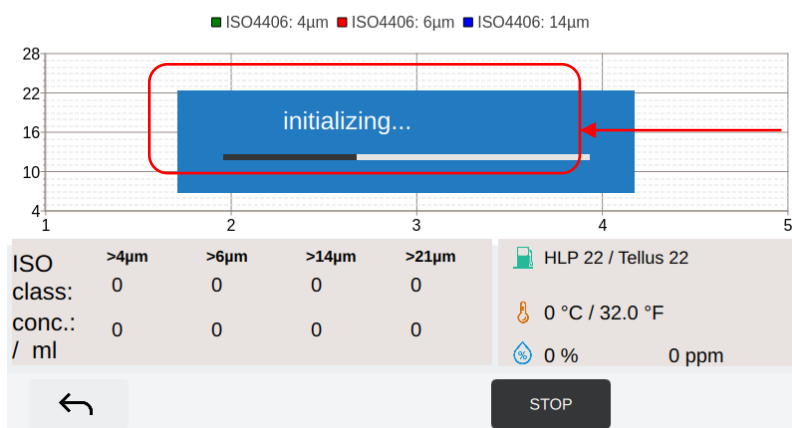 ISO4406: 4µm ISO4406: 6µm ISO4406: 14µm
28
22
initializing...
16
10
4
1 2 3 4 5
>4µm >6µm >14µm >21µm
ISO class: 0 0 0 0
conc.: / ml 0 0 0 0
HLP 22 / Tellus 22
0 °C / 32.0 °F
% 0 % 0 ppm
STOP